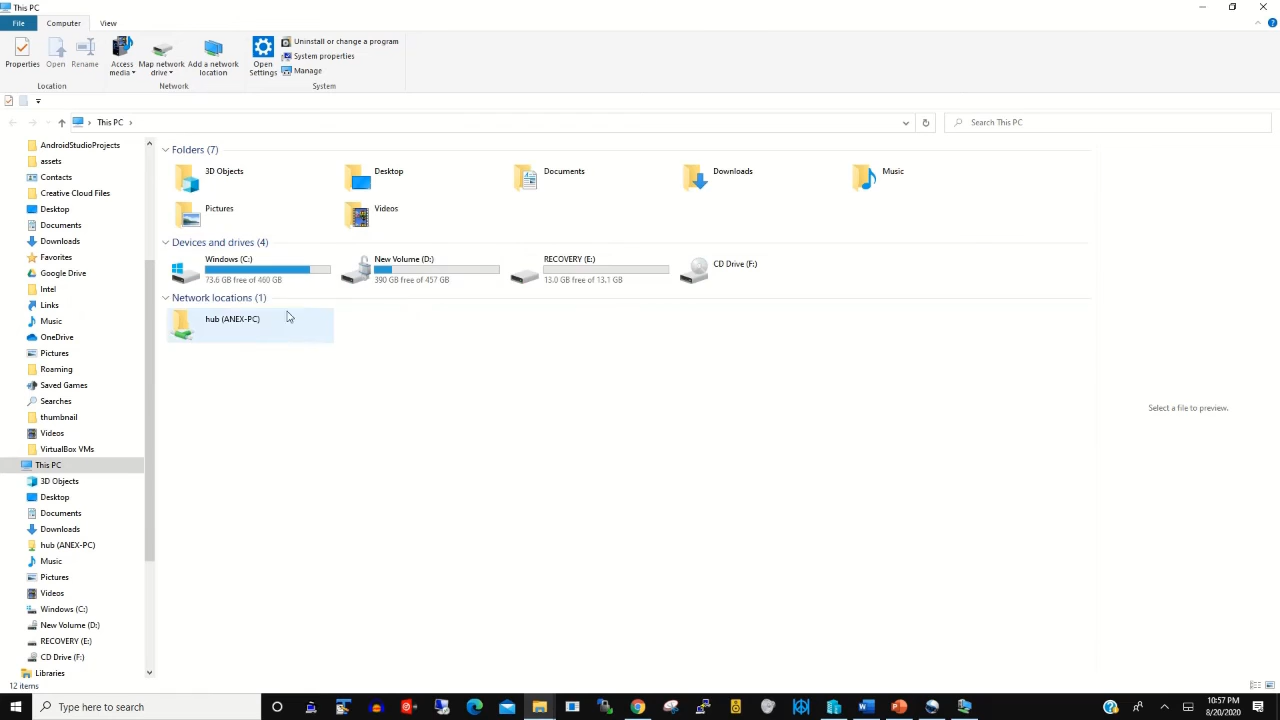 This PC
File
Computer
View
Properties
Open
Rename
Access media
Map network drive
Add a network location
Open Settings
Uninstall or change a program
System properties
Manage
Location
Network
System
This PC
Search This PC
AndroidStudioProjects
assets
Contacts
Creative Cloud Files
Desktop
Documents
Downloads
Favorites
Google Drive
Intel
Links
Music
OneDrive
Pictures
Roaming
Saved Games
Searches
thumbnail
Videos
VirtualBox VMs
This PC
3D Objects
Desktop
Documents
Downloads
hub (ANEX-PC)
Music
Pictures
Videos
Windows (C:)
New Volume (D:)
RECOVERY (E:)
CD Drive (F:)
Libraries
Folders (7)
3D Objects
Desktop
Documents
Downloads
Music
Pictures
Videos
Devices and drives (4)
Windows (C:)
73.6 GB free of 460 GB
New Volume (D:)
390 GB free of 457 GB
RECOVERY (E:)
13.0 GB free of 13.1 GB
CD Drive (F:)
Network locations (1)
hub (ANEX-PC)
Select a file to preview.
12 items
Type here to search
10:57 PM
8/20/2020